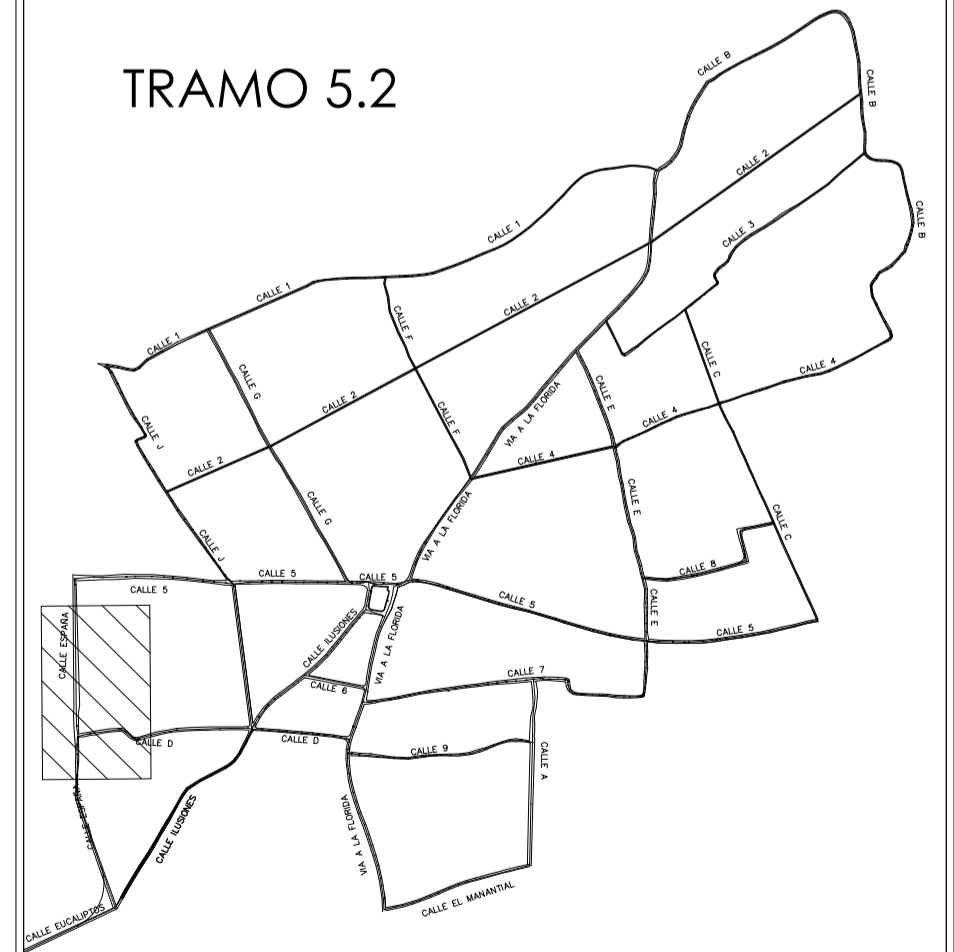 TRAMO 5.2
CALLE B
CALLE B
CALLE 2
CALLE B
CALLE 3
CALLE 1
CALLE 1
CALLE 2
CALLE F
CALLE 1
CALLE C
CALLE 4
CALLE G
CALLE E
CALLE 2
VIA A LA FLORIDA
CALLE F
CALLE 4
CALLE J
CALLE 4
CALLE 2
CALLE E
CALLE G
VIA A LA FLORIDA
CALLE C
CALLE J
CALLE 8
CALLE 5
CALLE 5
CALLE 5
CALLE 5
CALLE E
CALLE 5
CALLE ESPAÑA
CALLE ILUSIONES
VIA A LA FLORIDA
CALLE 7
CALLE 6
CALLE D
CALLE D
CALLE 9
CALLE A
CALLE ESPAÑA
CALLE ILUSIONES
VIA A LA FLORIDA
CALLE EL MANANTIAL
CALLE EUCALIPTOS